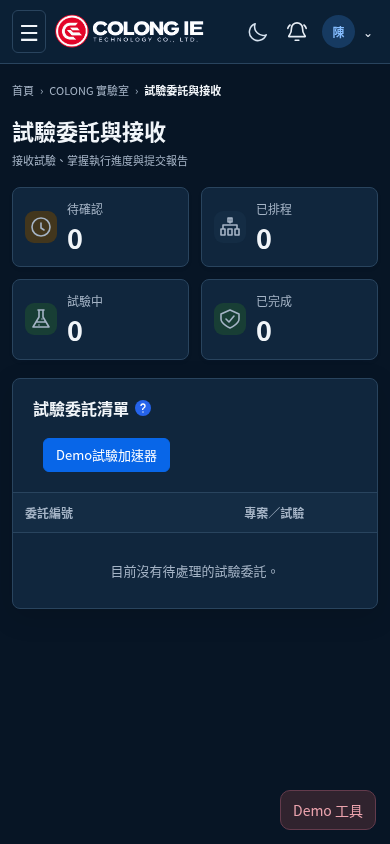 COLONG IE
TECHNOLOGY CO., LTD.
陳
首頁 › COLONG 實驗室 › 試驗委託與接收
試驗委託與接收
接收試驗、掌握執行進度與提交報告
待確認
0
已排程
0
試驗中
0
已完成
0
試驗委託清單 ?
Demo試驗加速器
委託編號 專案／試驗
目前沒有待處理的試驗委託。
Demo 工具